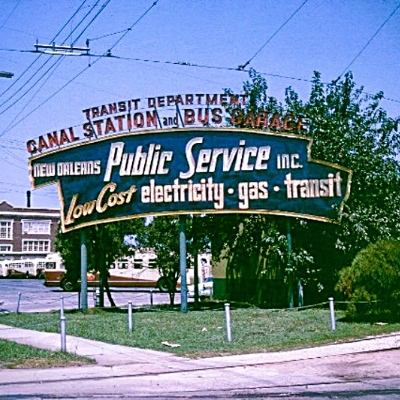 TRANSIT DEPARTMENT
CANAL STATION and BUS GARAGE
NEW ORLEANS Public Service INC.
Low Cost electricity · gas · transit